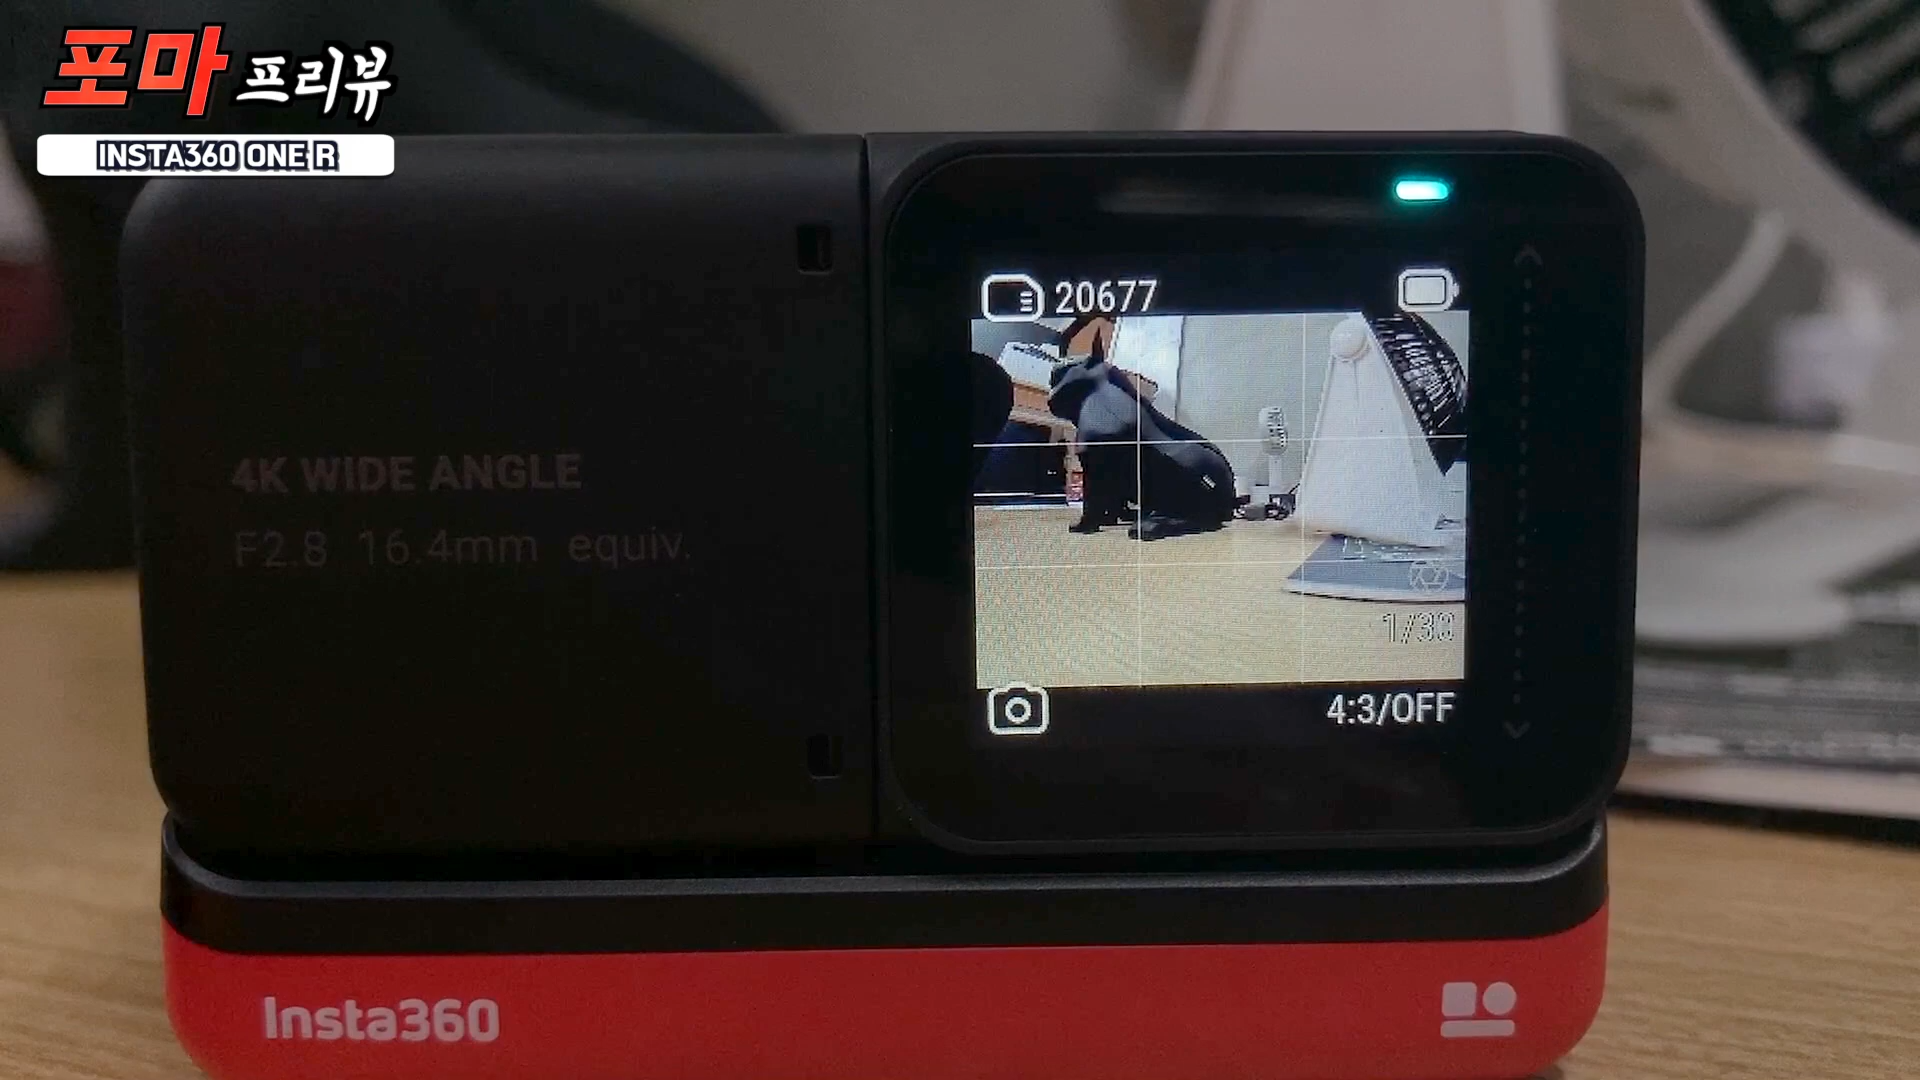 포마 프리뷰
INSTA360 ONE R
20677
4K WIDE ANGLE
F2.8 16.4mm equiv.
1/30
4:3/OFF
Insta360